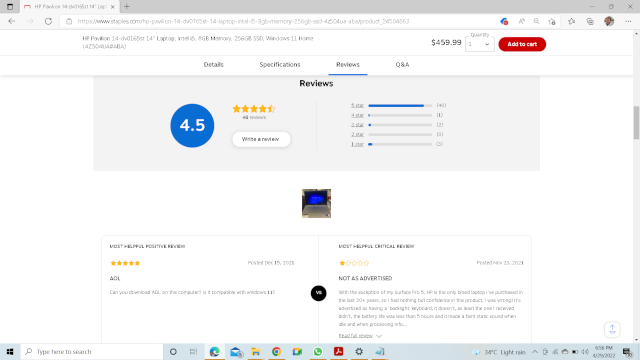 HP Pavilion 14-dv0165st 14" Lapt
https://www.staples.com/hp-pavilion-14-dv0165st-14-laptop-intel-i5-8gb-memory-256gb-ssd-4z504ua-aba/product_24504663
HP Pavilion 14-dv0165st 14" Laptop, Intel i5, 8GB Memory, 256GB SSD, Windows 11 Home
(4Z504UA#ABA)
$459.99
Quantity
1
Add to cart
Details
Specifications
Reviews
Q&A
Reviews
4.5
46 reviews
Write a review
5 star
4 star (1)
3 star (2)
2 star (0)
1 star
MOST HELPFUL POSITIVE REVIEW
Posted Dec 15, 2021
AOL
Can you download AOL on this computer? is it compatible with windows 11?
VS
MOST HELPFUL CRITICAL REVIEW
Posted Nov 23, 2021
NOT AS ADVERTISED
With the exception of my Surface Pro 5, HP is the only brand laptop I've purchased in
the last 20+ years, so I had nothing but confidence in the product. I was wrong! It's
advertised as having a 'backlight' keyboard, it doesn't, as least the one I received
didn't, the battery life was less than 5 hours and it made a faint static sound when
idle and when processing info...
Read full review
Type here to search
34°C Light rain
6:56 PM
4/29/2022